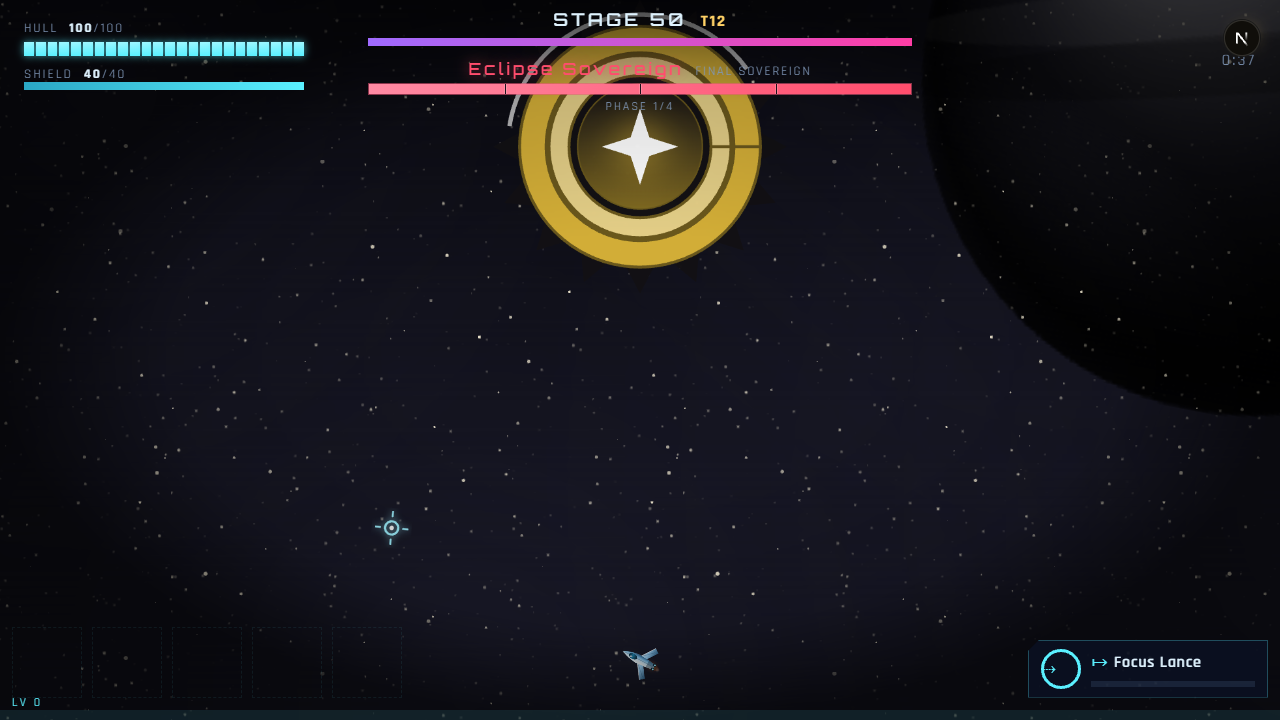 HULL 100/100
SHIELD 40/40
STAGE 50 T12
Eclipse Sovereign FINAL SOVEREIGN
PHASE 1/4
N
0:37
↦ Focus Lance
LV 0